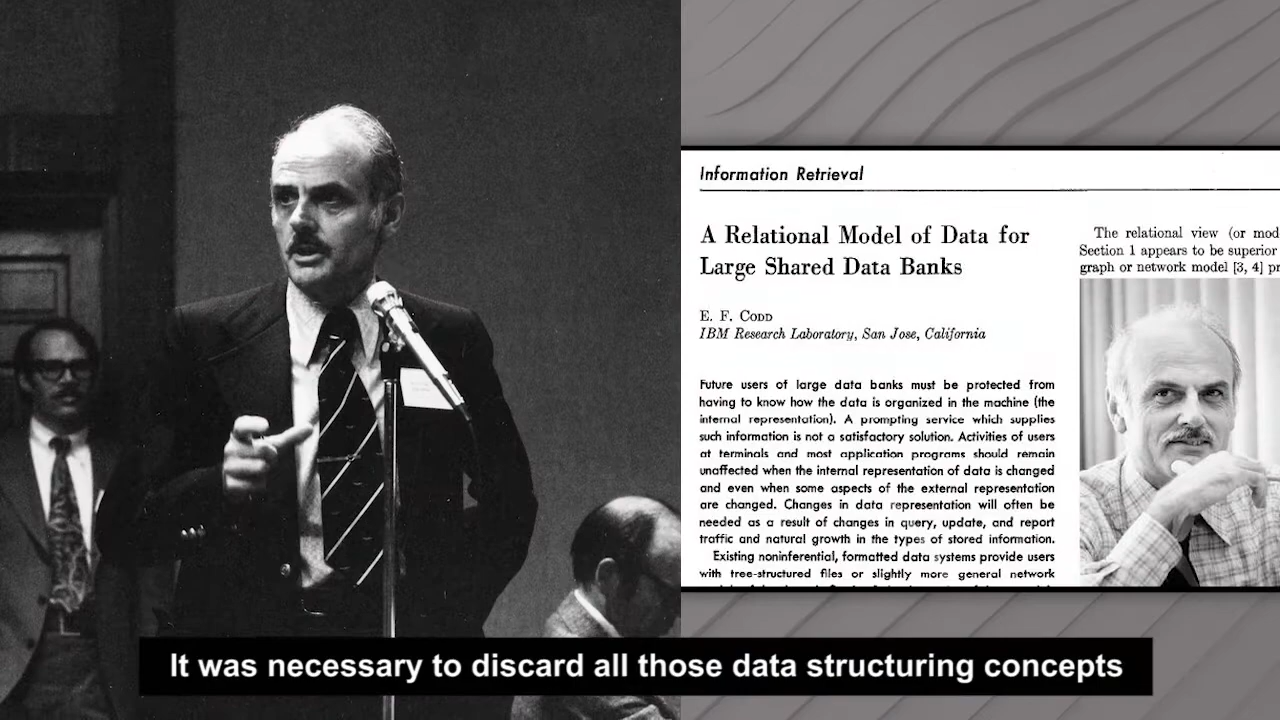 Information Retrieval
A Relational Model of Data for
Large Shared Data Banks
E. F. CODD
IBM Research Laboratory, San Jose, California
Future users of large data banks must be protected from
having to know how the data is organized in the machine (the
internal representation). A prompting service which supplies
such information is not a satisfactory solution. Activities of users
at terminals and most application programs should remain
unaffected when the internal representation of data is changed
and even when some aspects of the external representation
are changed. Changes in data representation will often be
needed as a result of changes in query, update, and report
traffic and natural growth in the types of stored information.
Existing noninferential, formatted data systems provide users
with tree-structured files or slightly more general network
The relational view (or mod
Section 1 appears to be superior
graph or network model [3, 4] pr
It was necessary to discard all those data structuring concepts